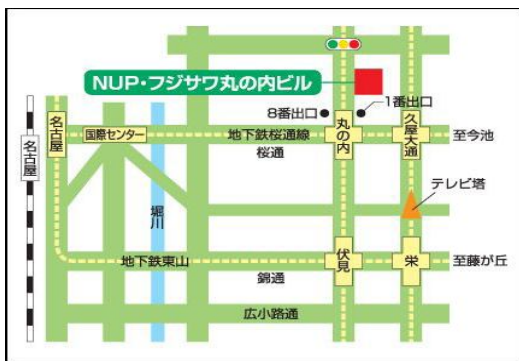 NUP・フジサワ丸の内ビル
8番出口
1番出口
名古屋
名古屋
国際センター
地下鉄桜通線
桜通
丸の内
久屋大通
至今池
テレビ塔
堀川
地下鉄東山
錦通
伏見
栄
至藤が丘
広小路通